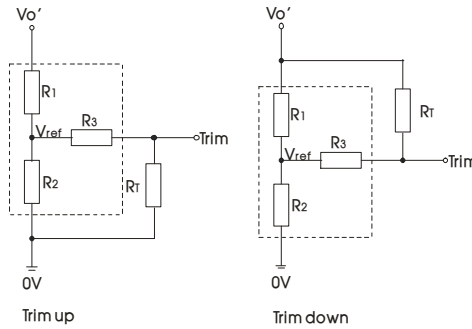 Vo'
R1
Vref
R3
Trim
R2
RT
0V
Trim up
Vo'
R1
RT
Vref
R3
Trim
R2
0V
Trim down